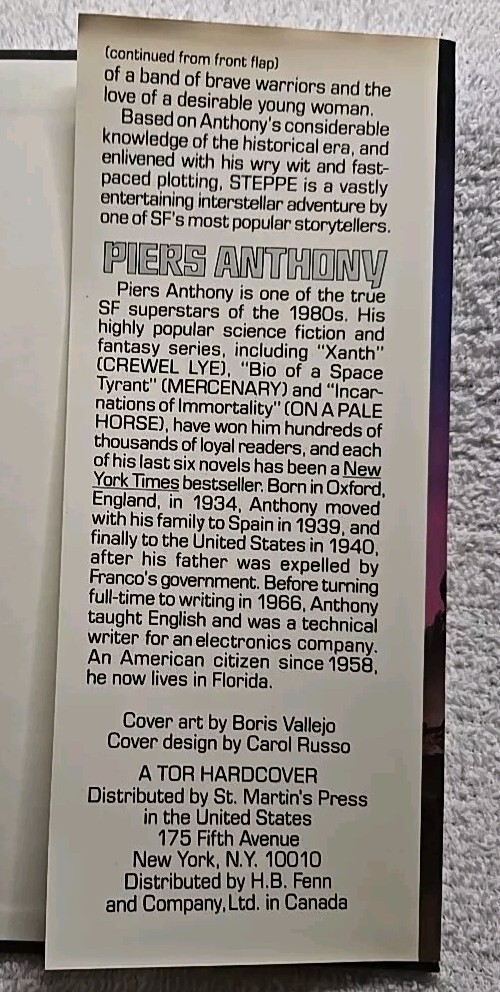 (continued from front flap)
of a band of brave warriors and the
love of a desirable young woman.
Based on Anthony's considerable
knowledge of the historical era, and
enlivened with his wry wit and fast-
paced plotting, STEPPE is a vastly
entertaining interstellar adventure by
one of SF's most popular storytellers.
PIERS ANTHONY
Piers Anthony is one of the true
SF superstars of the 1980s. His
highly popular science fiction and
fantasy series, including "Xanth"
(CREWEL LYE), "Bio of a Space
Tyrant" (MERCENARY) and "Incar-
nations of Immortality" (ON A PALE
HORSE), have won him hundreds of
thousands of loyal readers, and each
of his last six novels has been a New
York Times bestseller. Born in Oxford,
England, in 1934, Anthony moved
with his family to Spain in 1939, and
finally to the United States in 1940,
after his father was expelled by
Franco's government. Before turning
full-time to writing in 1966, Anthony
taught English and was a technical
writer for an electronics company.
An American citizen since 1958,
he now lives in Florida.
Cover art by Boris Vallejo
Cover design by Carol Russo
A TOR HARDCOVER
Distributed by St. Martin's Press
in the United States
175 Fifth Avenue
New York, N.Y. 10010
Distributed by H.B. Fenn
and Company, Ltd. in Canada